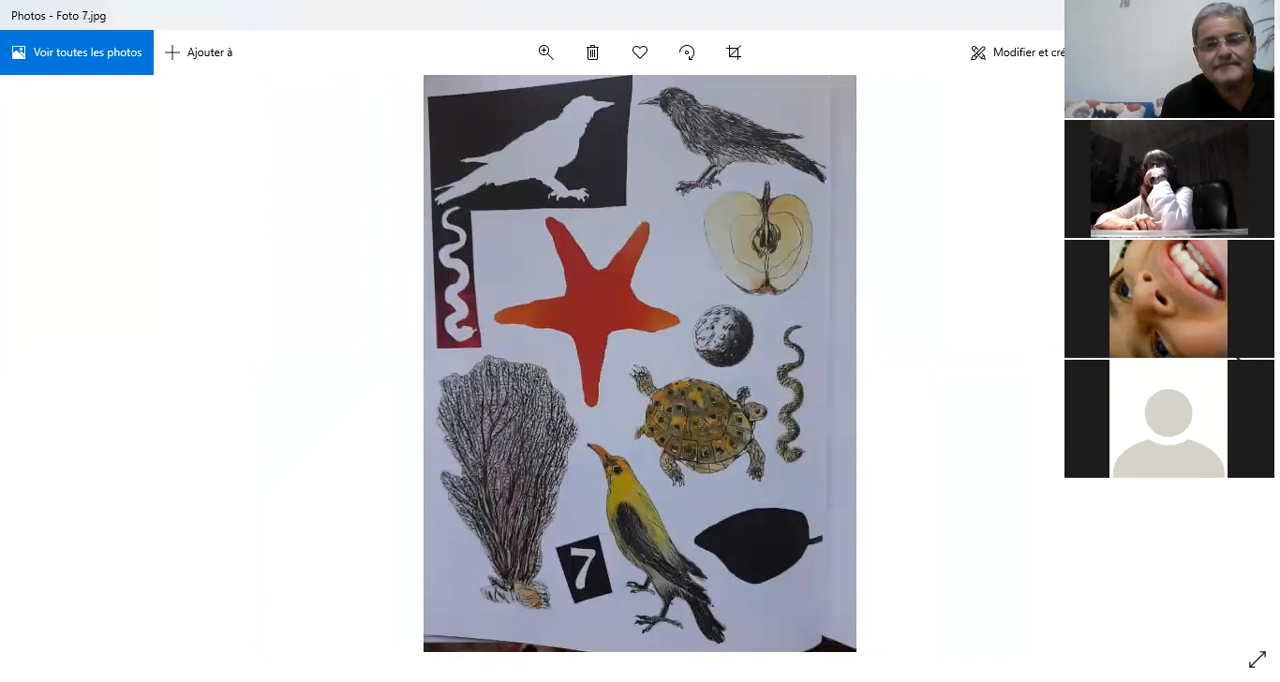 Photos - Foto 7.jpg
Voir toutes les photos
Ajouter à
Modifier et cré
7